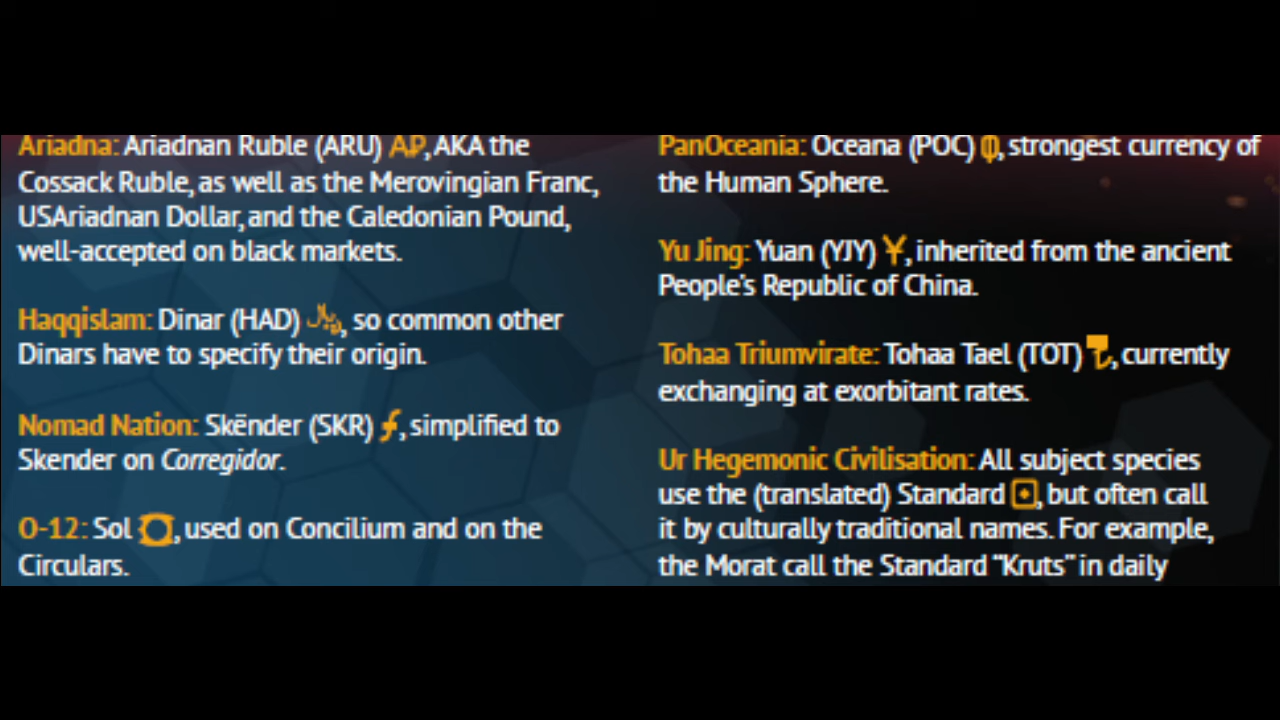 Ariadna: Ariadnan Ruble (ARU) AP, AKA the
Cossack Ruble, as well as the Merovingian Franc,
USAriadnan Dollar, and the Caledonian Pound,
well-accepted on black markets.
Haqqislam: Dinar (HAD) , so common other
Dinars have to specify their origin.
Nomad Nation: Skënder (SKR) ƒ, simplified to
Skender on Corregidor.
O-12: Sol , used on Concilium and on the
Circulars.
PanOceania: Oceana (POC) , strongest currency of
the Human Sphere.
Yu Jing: Yuan (YJY) ¥, inherited from the ancient
People's Republic of China.
Tohaa Triumvirate: Tohaa Tael (TOT) , currently
exchanging at exorbitant rates.
Ur Hegemonic Civilisation: All subject species
use the (translated) Standard , but often call
it by culturally traditional names. For example,
the Morat call the Standard “Kruts” in daily